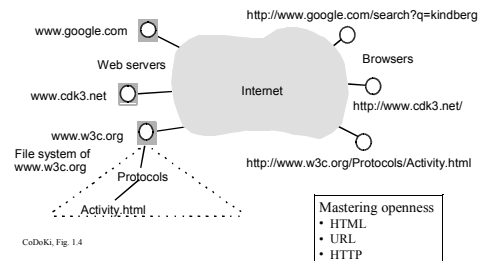 http://www.google.com/search?q=kindberg
www.google.com
Web servers
Browsers
www.cdk3.net
Internet
http://www.cdk3.net/
www.w3c.org
File system of
www.w3c.org
http://www.w3c.org/Protocols/Activity.html
Protocols
Activity.html
Mastering openness
• HTML
• URL
• HTTP
CoDoKi, Fig. 1.4